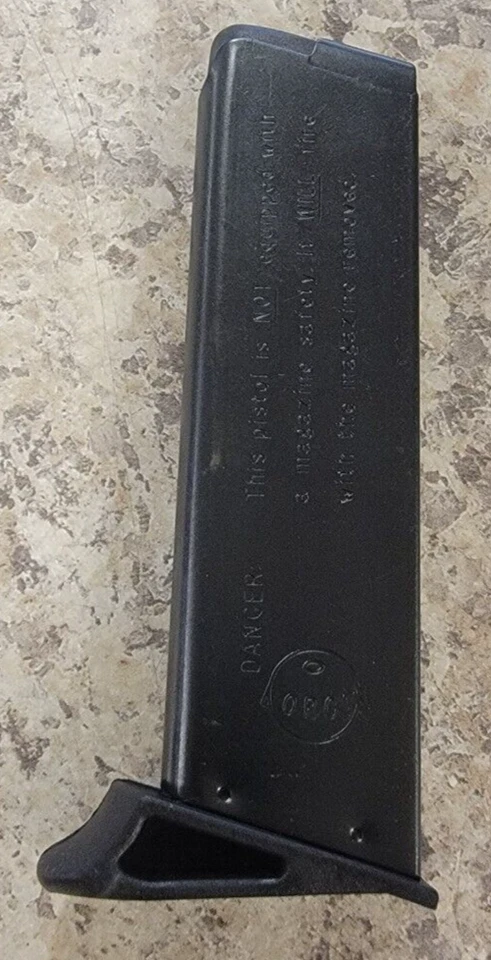 DANGER: This pistol is NOT equipped with
a magazine safety it WILL fire
with the magazine removed.